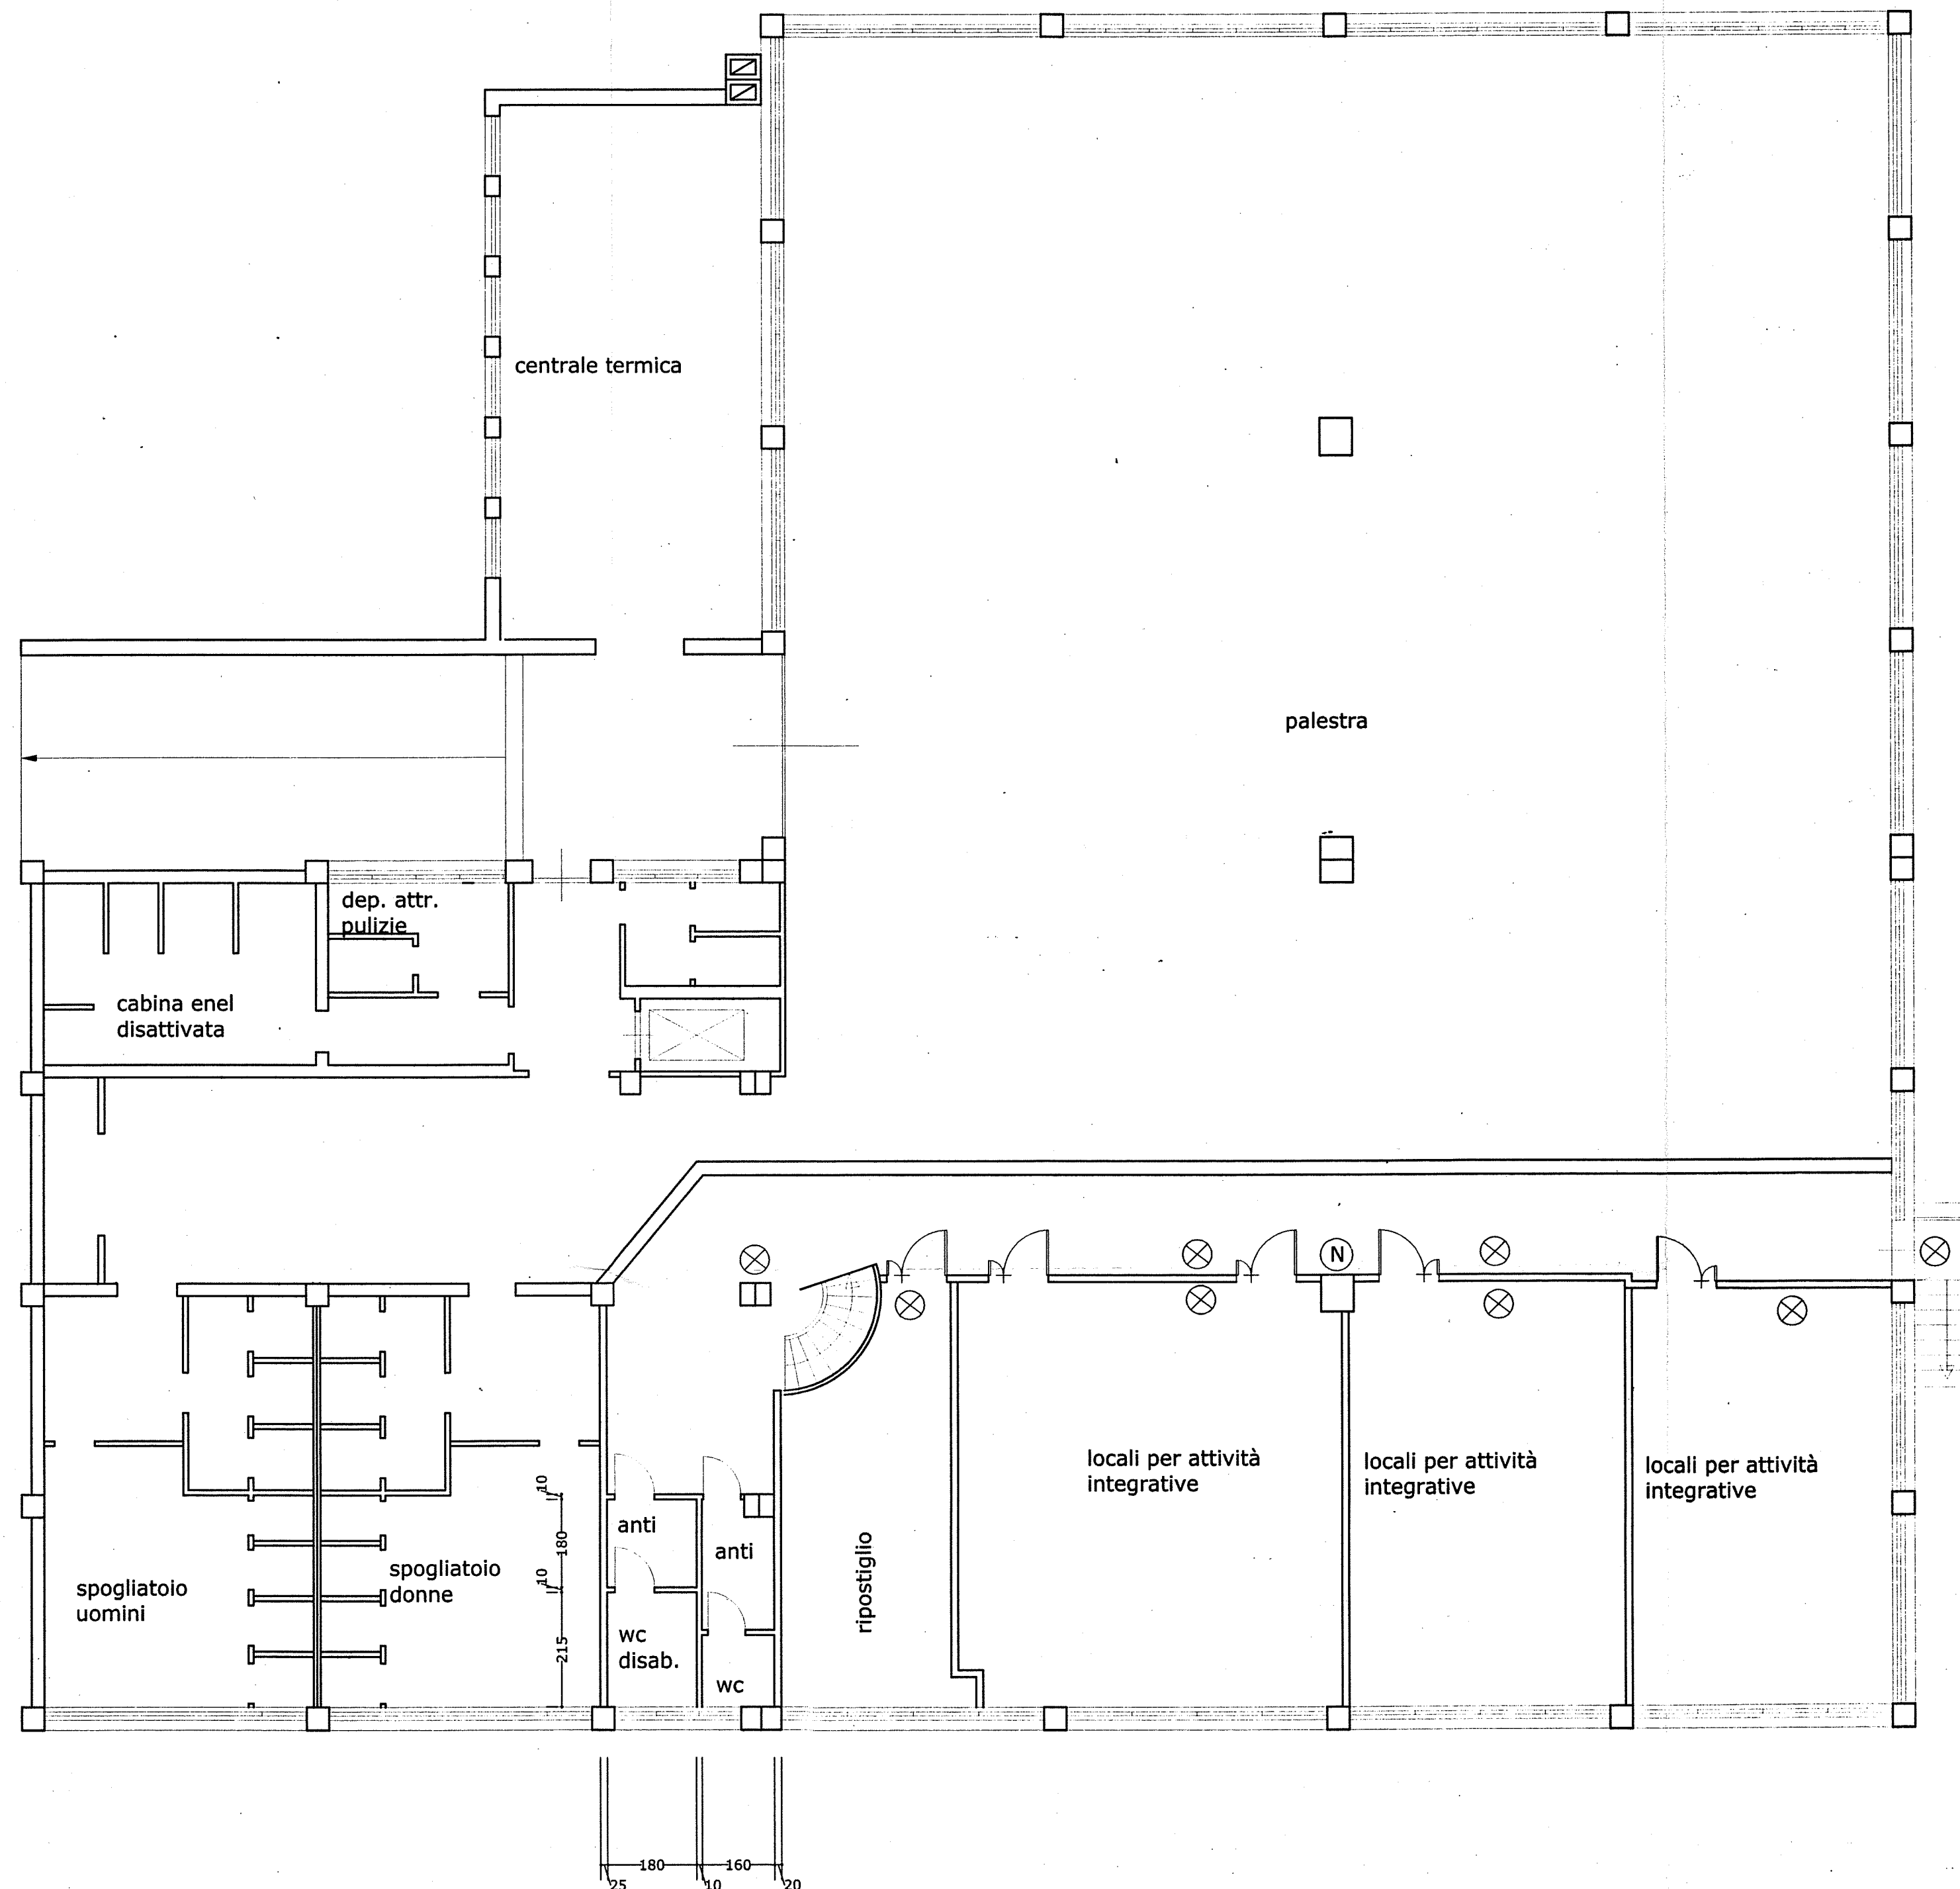 centrale termica
palestra
dep. attr.
pulizie
cabina enel
disattivata
N
locali per attività
integrative
locali per attività
integrative
locali per attività
integrative
10
180
10
215
anti
anti
spogliatoio
uomini
spogliatoio
donne
ripostiglio
wc
disab.
wc
180
160
25
10
20